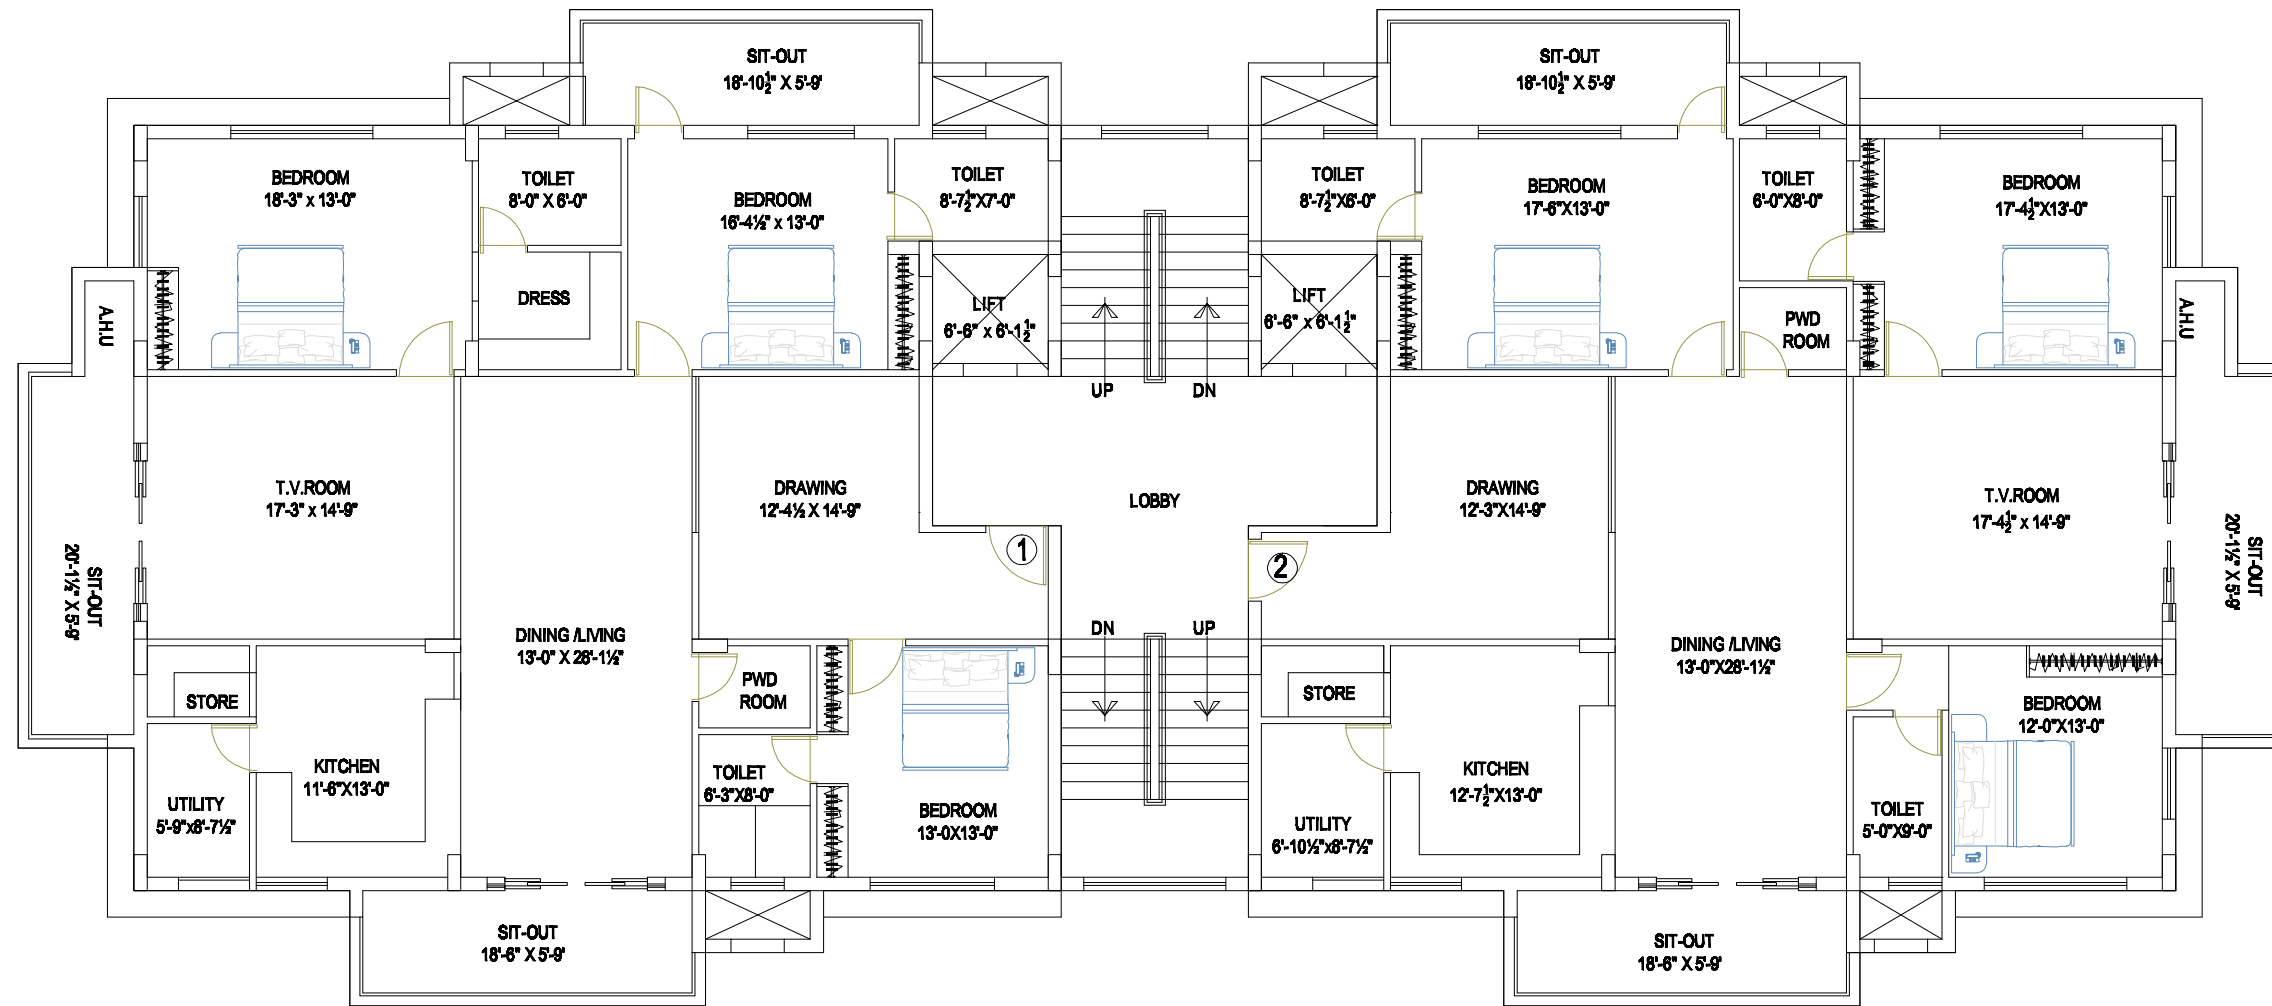 SIT-OUT
18'-10½" X 5'-9'
SIT-OUT
18'-10½" X 5'-9'
BEDROOM
18'-3" x 13'-0"
TOILET
8'-0" X 6'-0"
BEDROOM
16'-4½" x 13'-0"
TOILET
8'-7½"X7'-0"
TOILET
8'-7½"X6'-0"
BEDROOM
17'-6"X13'-0"
TOILET
6'-0"X8'-0"
BEDROOM
17'-4½"X13'-0"
DRESS
LIFT
6'-6" x 6'-1½"
LIFT
6'-6" x 6'-1½"
A.H.U
A.H.U
PWD
ROOM
UP
DN
T.V.ROOM
17'-3" x 14'-9"
DRAWING
12'-4½ X 14'-9"
LOBBY
DRAWING
12'-3"X14'-9"
T.V.ROOM
17'-4½" x 14'-9"
1
2
SIT-OUT
20'-1½" X 5'-9'
SIT-OUT
20'-1½" X 5'-9'
DINING /LIVING
13'-0" X 28'-1½"
DN
UP
DINING /LIVING
13'-0"X28'-1½"
STORE
PWD
ROOM
STORE
BEDROOM
12'-0"X13'-0"
KITCHEN
11'-6"X13'-0"
TOILET
6'-3"X8'-0"
KITCHEN
12'-7½"X13'-0"
UTILITY
5'-9"x8'-7½"
BEDROOM
13'-0X13'-0"
UTILITY
6'-10½"x8'-7½"
TOILET
5'-0"X9'-0"
SIT-OUT
18'-6" X 5'-9'
SIT-OUT
18'-6" X 5'-9'